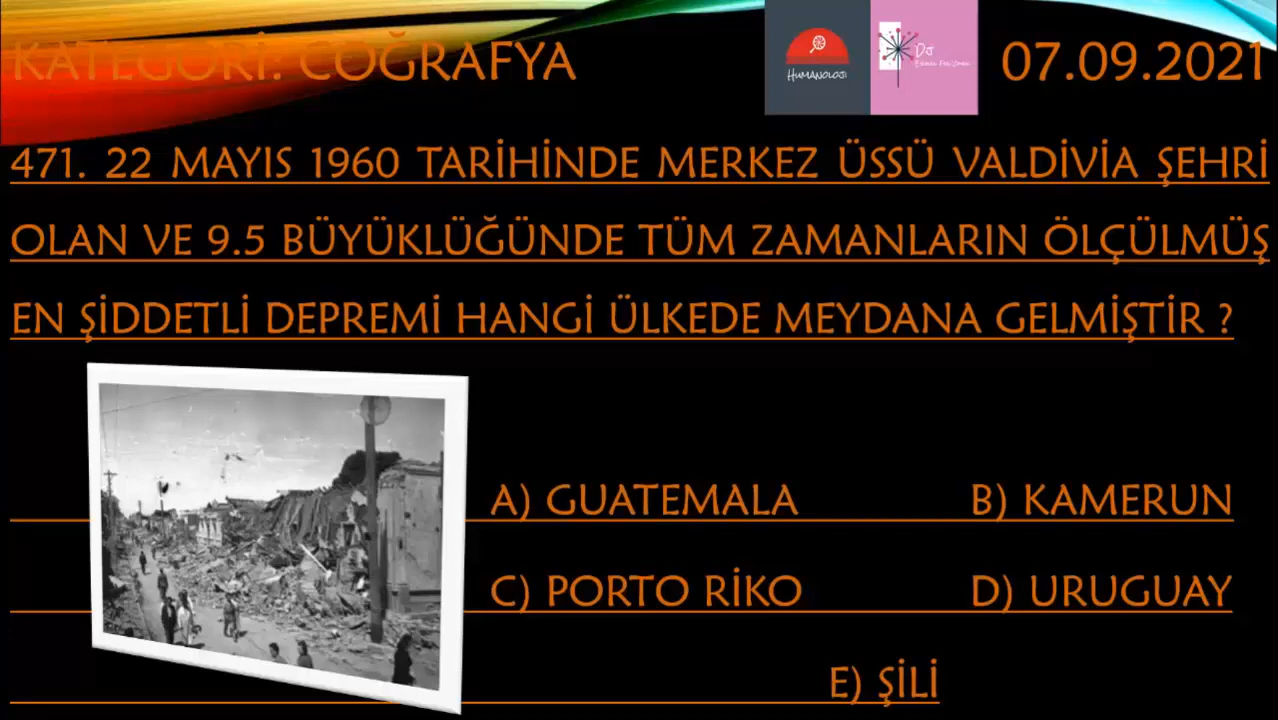 KATEGORİ: COĞRAFYA
HUMANOLOJI
DJ
07.09.2021
471. 22 MAYIS 1960 TARİHİNDE MERKEZ ÜSSÜ VALDİVİA ŞEHRİ
OLAN VE 9.5 BÜYÜKLÜĞÜNDE TÜM ZAMANLARIN ÖLÇÜLMÜŞ
EN ŞİDDETLİ DEPREMİ HANGİ ÜLKEDE MEYDANA GELMİŞTİR ?
A) GUATEMALA B) KAMERUN
C) PORTO RİKO D) URUGUAY
E) ŞİLİ